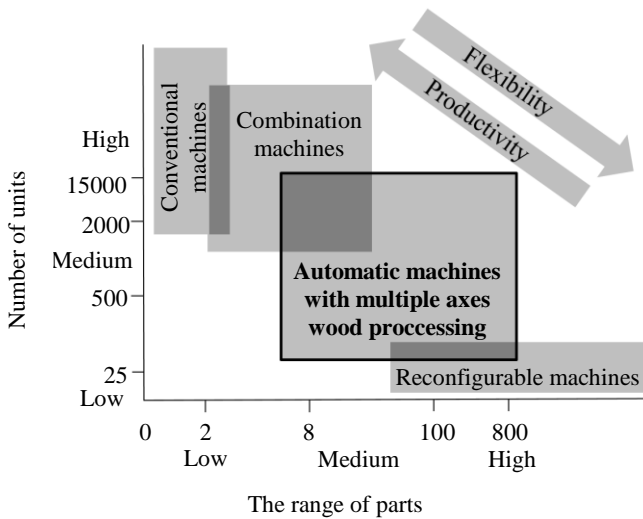 Flexibility
Productivity
Conventional
machines
Combination
machines
Number of units
High
15000
2000
Medium
500
25
Low
Automatic machines
with multiple axes
wood proccessing
Reconfigurable machines
0 2 8 100 800
Low Medium High
The range of parts